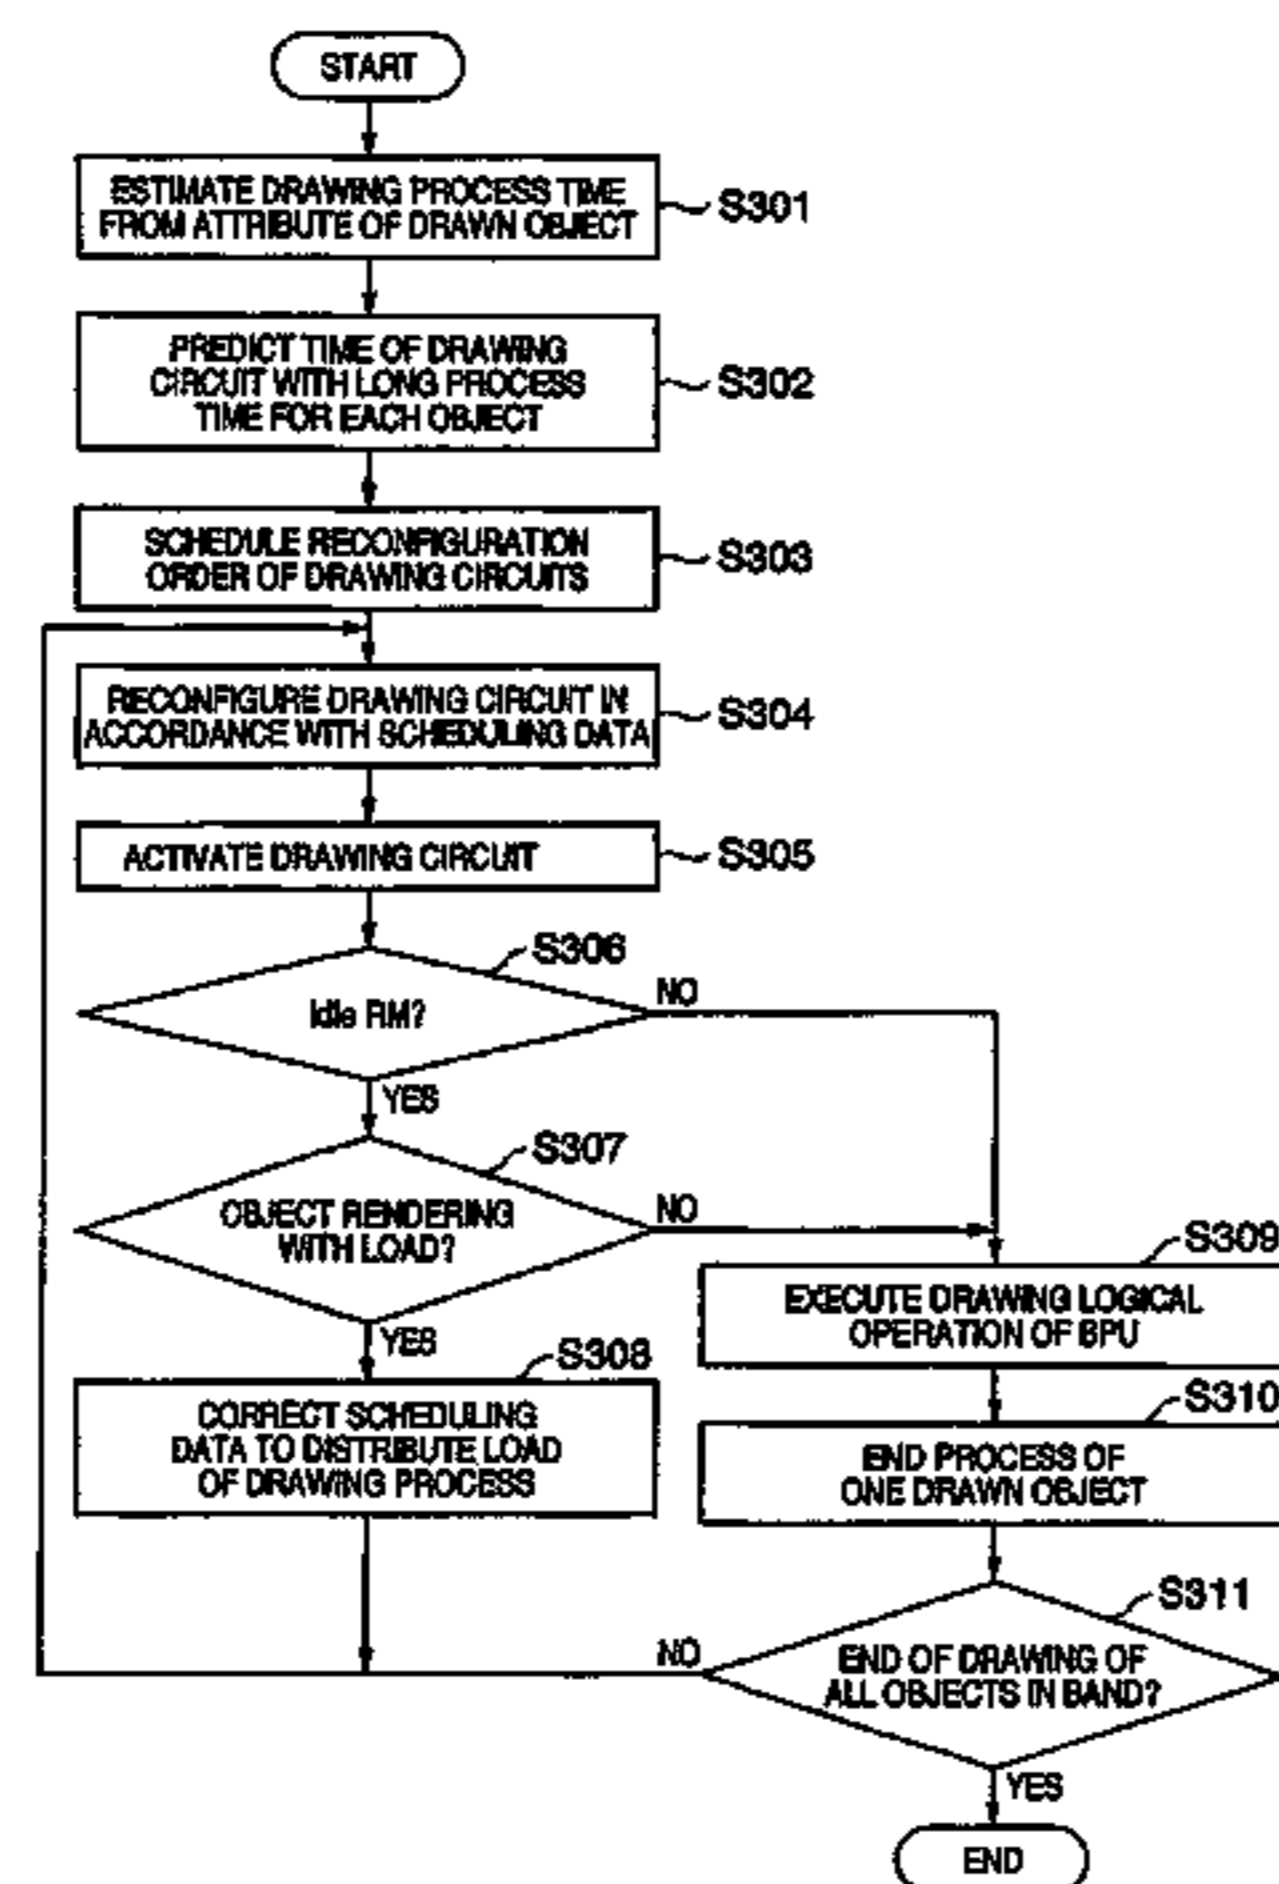 START
ESTIMATE DRAWING PROCESS TIME
FROM ATTRIBUTE OF DRAWN OBJECT
S301
PREDICT TIME OF DRAWING
CIRCUIT WITH LONG PROCESS
TIME FOR EACH OBJECT
S302
SCHEDULE RECONFIGURATION
ORDER OF DRAWING CIRCUITS
S303
RECONFIGURE DRAWING CIRCUIT IN
ACCORDANCE WITH SCHEDULING DATA
S304
ACTIVATE DRAWING CIRCUIT
S305
S306
Idle RM?
NO
YES
S307
OBJECT RENDERING
WITH LOAD?
NO
YES
S308
CORRECT SCHEDULING
DATA TO DISTRIBUTE LOAD
OF DRAWING PROCESS
S309
EXECUTE DRAWING LOGICAL
OPERATION OF BPU
S310
END PROCESS OF
ONE DRAWN OBJECT
S311
END OF DRAWING OF
ALL OBJECTS IN BAND?
NO
YES
END